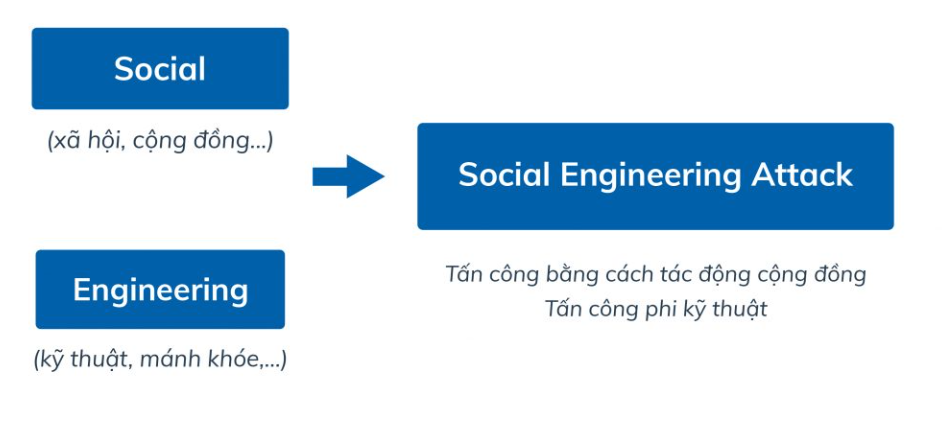 Social
(xã hội, cộng đồng...)
Engineering
(kỹ thuật, mánh khóe,...)
Social Engineering Attack
Tấn công bằng cách tác động cộng đồng
Tấn công phi kỹ thuật